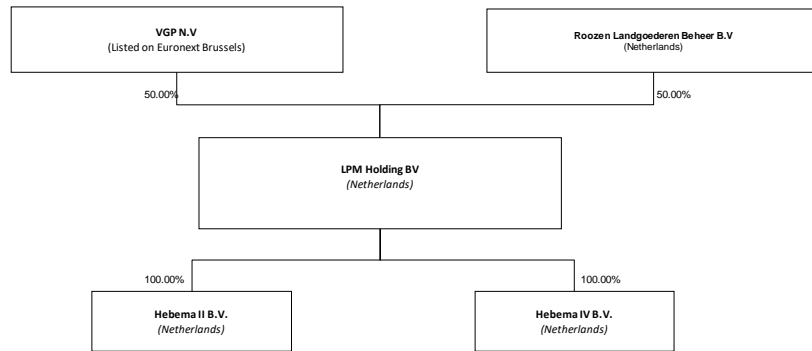 VGP N.V
(Listed on Euronext Brussels)
Roozen Landgoederen Beheer B.V
(Netherlands)
50.00%
50.00%
LPM Holding BV
(Netherlands)
100.00%
100.00%
Hebema II B.V.
(Netherlands)
Hebema IV B.V.
(Netherlands)